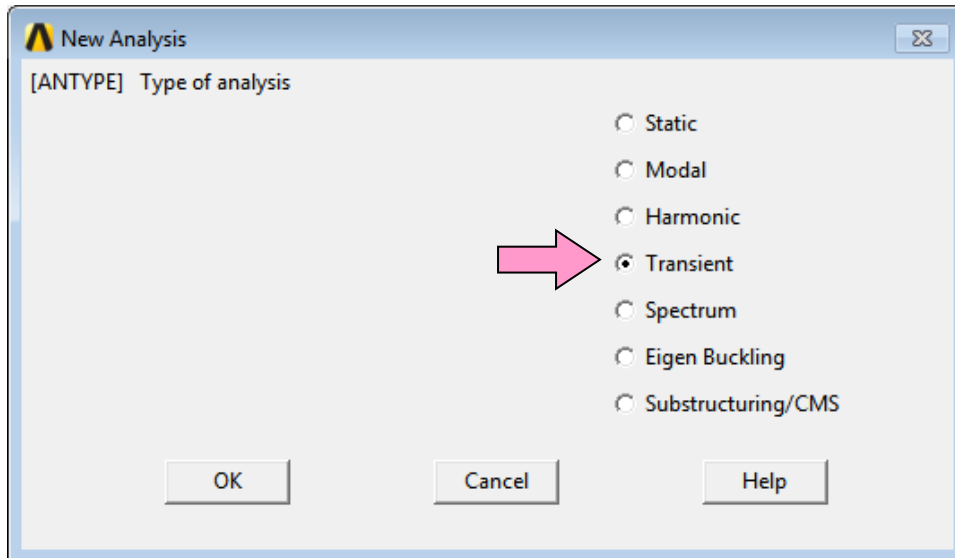 New Analysis
[ANTYPE] Type of analysis
Static
Modal
Harmonic
Transient
Spectrum
Eigen Buckling
Substructuring/CMS
OK Cancel Help